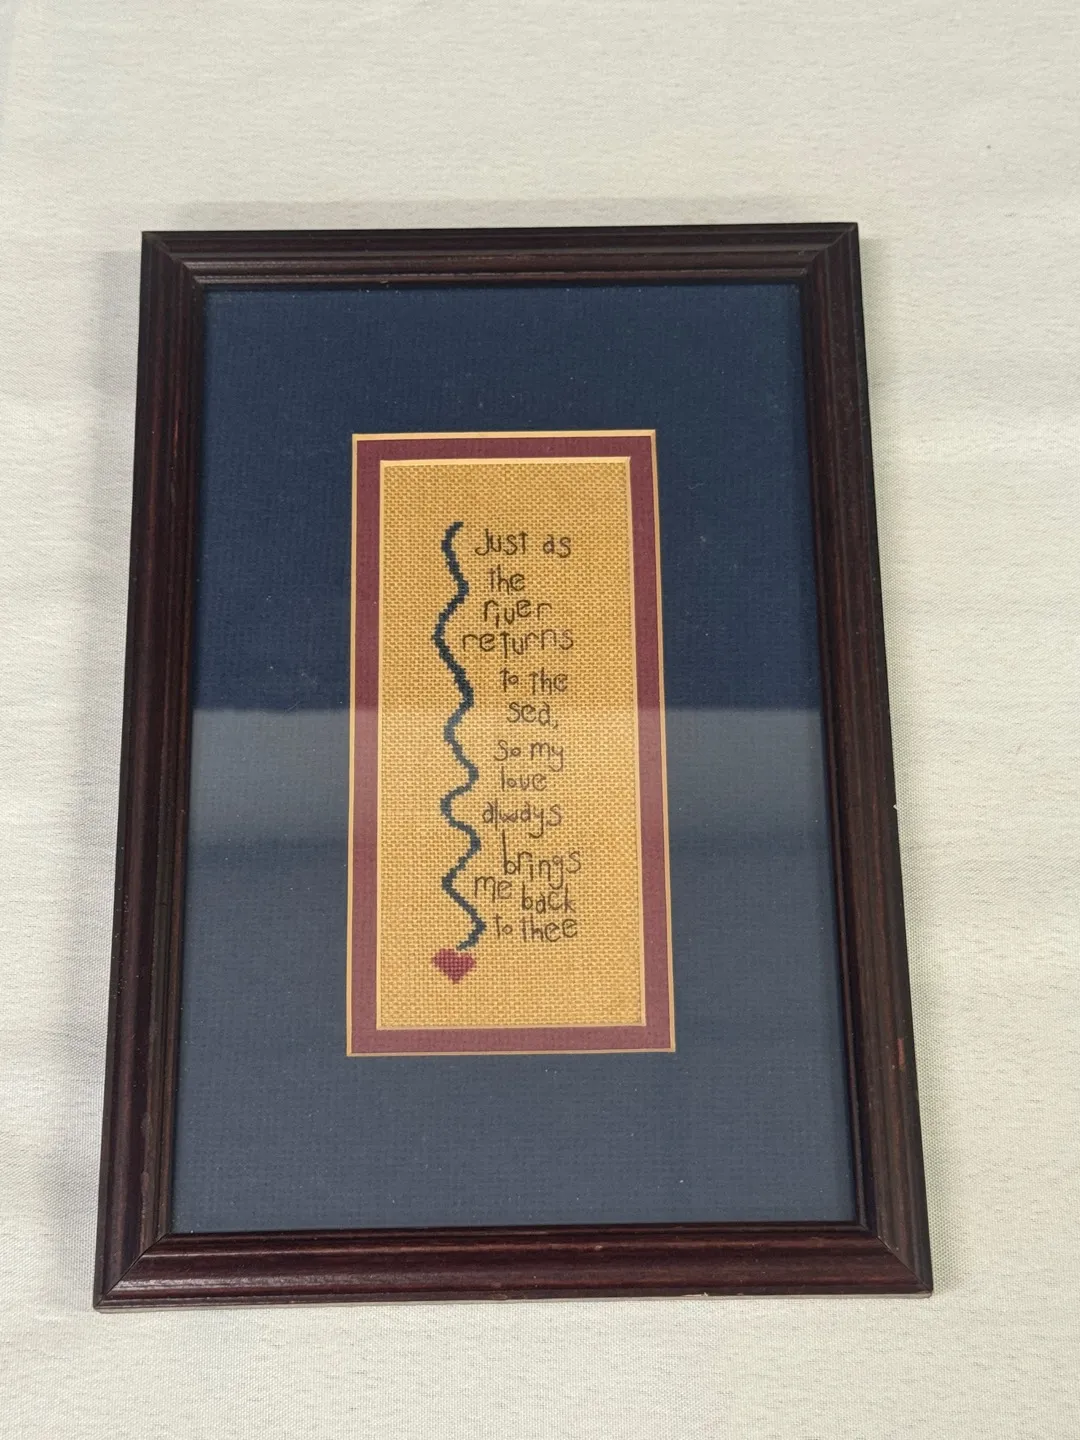 Just as
the
river
returns
to the
sea,
so my
love
always
brings
me back
to thee